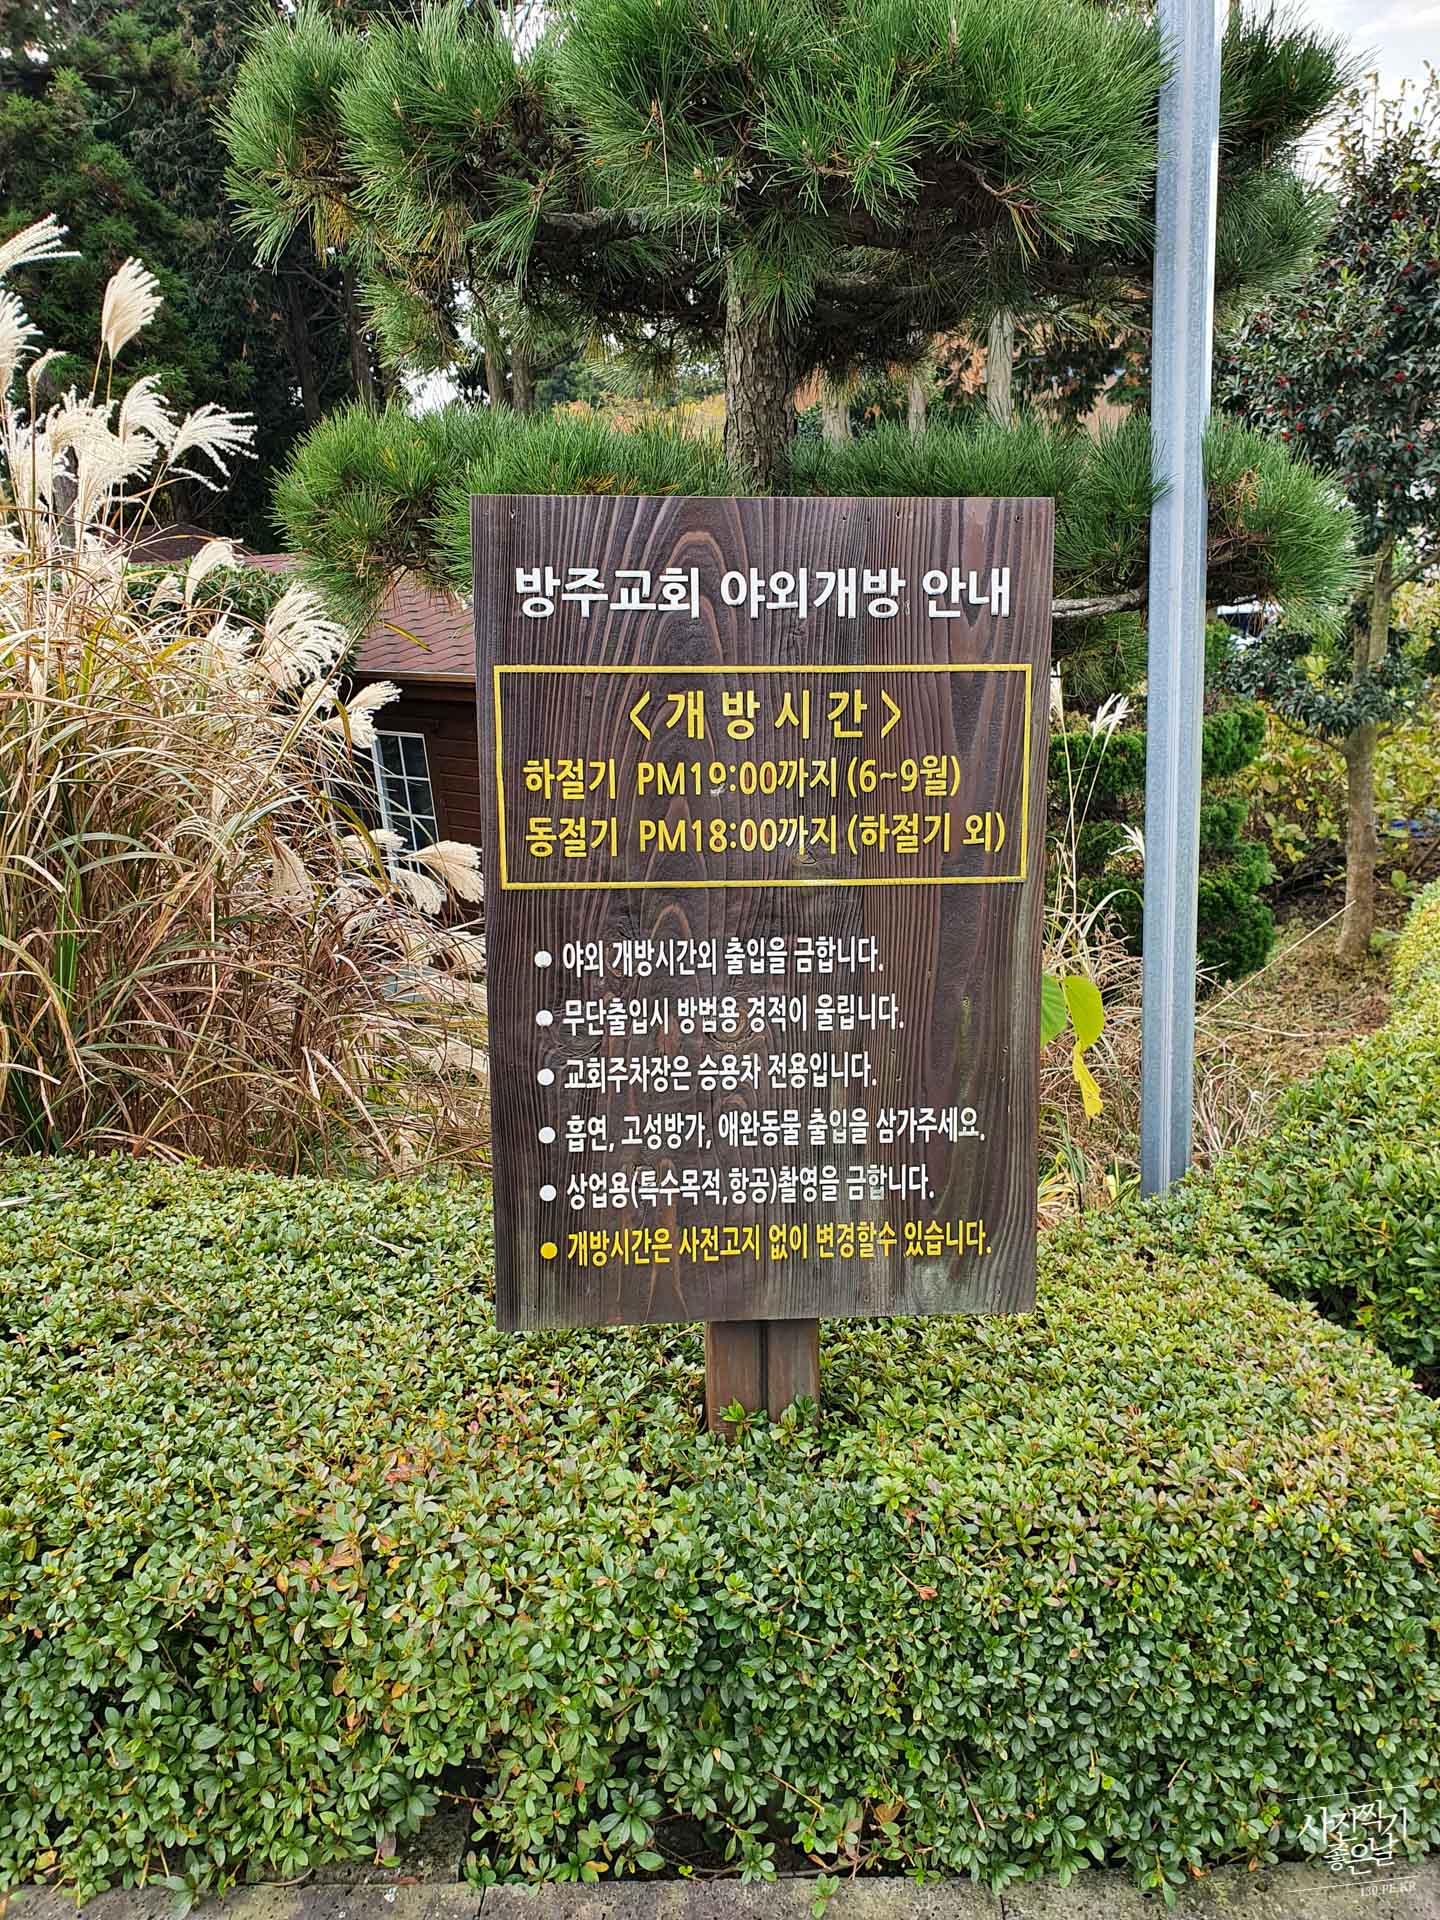 방주교회 야외개방 안내
<개방시간>
하절기 PM19:00까지 (6~9월)
동절기 PM18:00까지 (하절기 외)
● 야외 개방시간외 출입을 금합니다.
● 무단출입시 방범용 경적이 울립니다.
● 교회주차장은 승용차 전용입니다.
● 흡연, 고성방가, 애완동물 출입을 삼가주세요.
● 상업용(특수목적,항공)촬영을 금합니다.
● 개방시간은 사전고지 없이 변경할수 있습니다.
사진찍기
좋은날
130.PE.KR